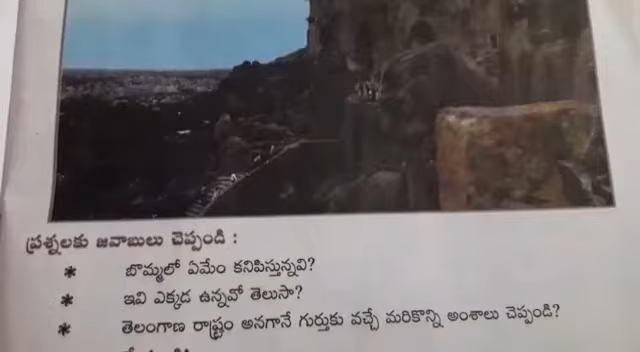 ప్రశ్నలకు జవాబులు చెప్పండి :
* బొమ్మలో ఏమేం కనిపిస్తున్నవి?
* ఇవి ఎక్కడ ఉన్నవో తెలుసా?
* తెలంగాణ రాష్ట్రం అనగానే గుర్తుకు వచ్చే మరికొన్ని అంశాలు చెప్పండి?